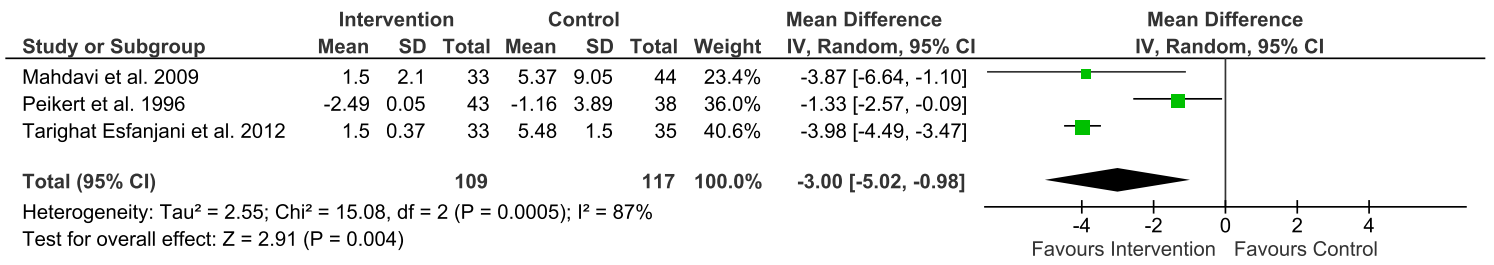 Intervention Control Mean Difference Mean Difference
Study or Subgroup Mean SD Total Mean SD Total Weight IV, Random, 95% CI IV, Random, 95% CI
Mahdavi et al. 2009 1.5 2.1 33 5.37 9.05 44 23.4% -3.87 [-6.64, -1.10]
Peikert et al. 1996 -2.49 0.05 43 -1.16 3.89 38 36.0% -1.33 [-2.57, -0.09]
Tarighat Esfanjani et al. 2012 1.5 0.37 33 5.48 1.5 35 40.6% -3.98 [-4.49, -3.47]
Total (95% CI) 109 117 100.0% -3.00 [-5.02, -0.98]
Heterogeneity: Tau² = 2.55; Chi² = 15.08, df = 2 (P = 0.0005); I² = 87%
Test for overall effect: Z = 2.91 (P = 0.004)
-4 -2 0 2 4
Favours Intervention Favours Control